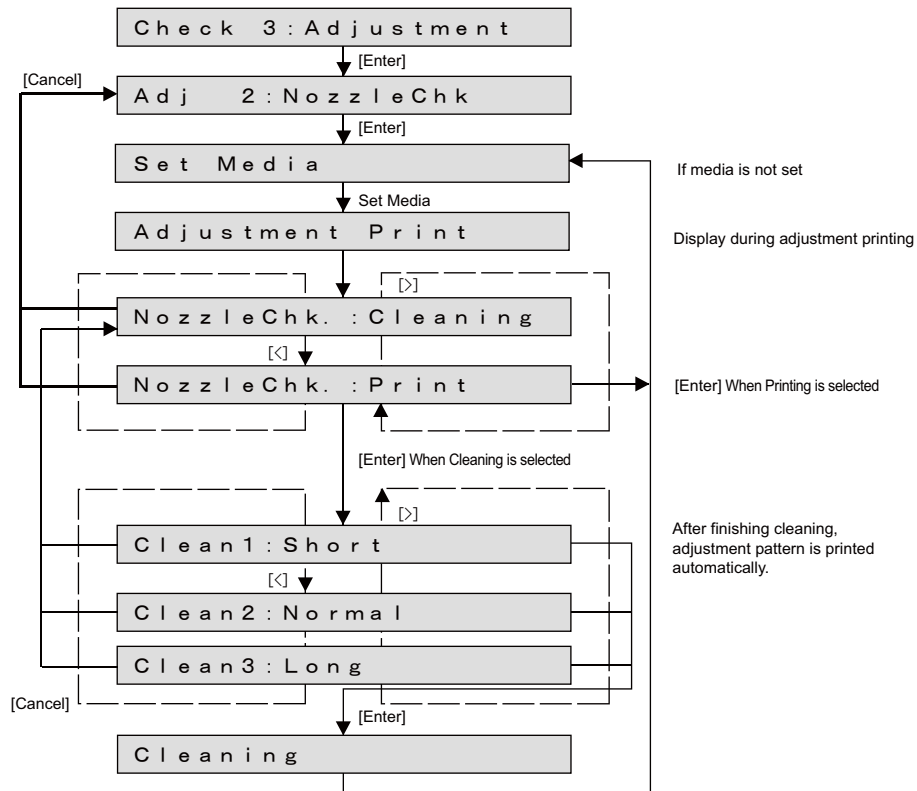 Check 3:Adjustment
[Enter]
[Cancel]
Adj 2:NozzleChk
[Enter]
Set Media
If media is not set
Set Media
Adjustment Print
Display during adjustment printing
[>]
NozzleChk. :Cleaning
[<]
NozzleChk. :Print
[Enter] When Printing is selected
[Enter] When Cleaning is selected
[>]
After finishing cleaning,
adjustment pattern is printed
automatically.
Clean1:Short
[<]
Clean2:Normal
Clean3:Long
[Cancel]
[Enter]
Cleaning